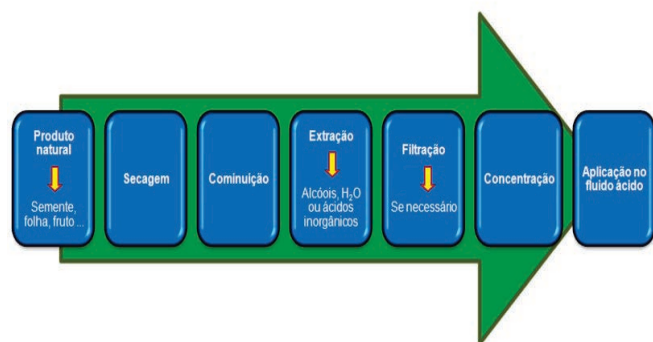 Produto
natural
Semente,
folha, fruto ...
Secagem
Cominuição
Extração
Alcóois, H₂O
ou ácidos
inorgânicos
Filtração
Se necessário
Concentração
Aplicação no
fluido ácido